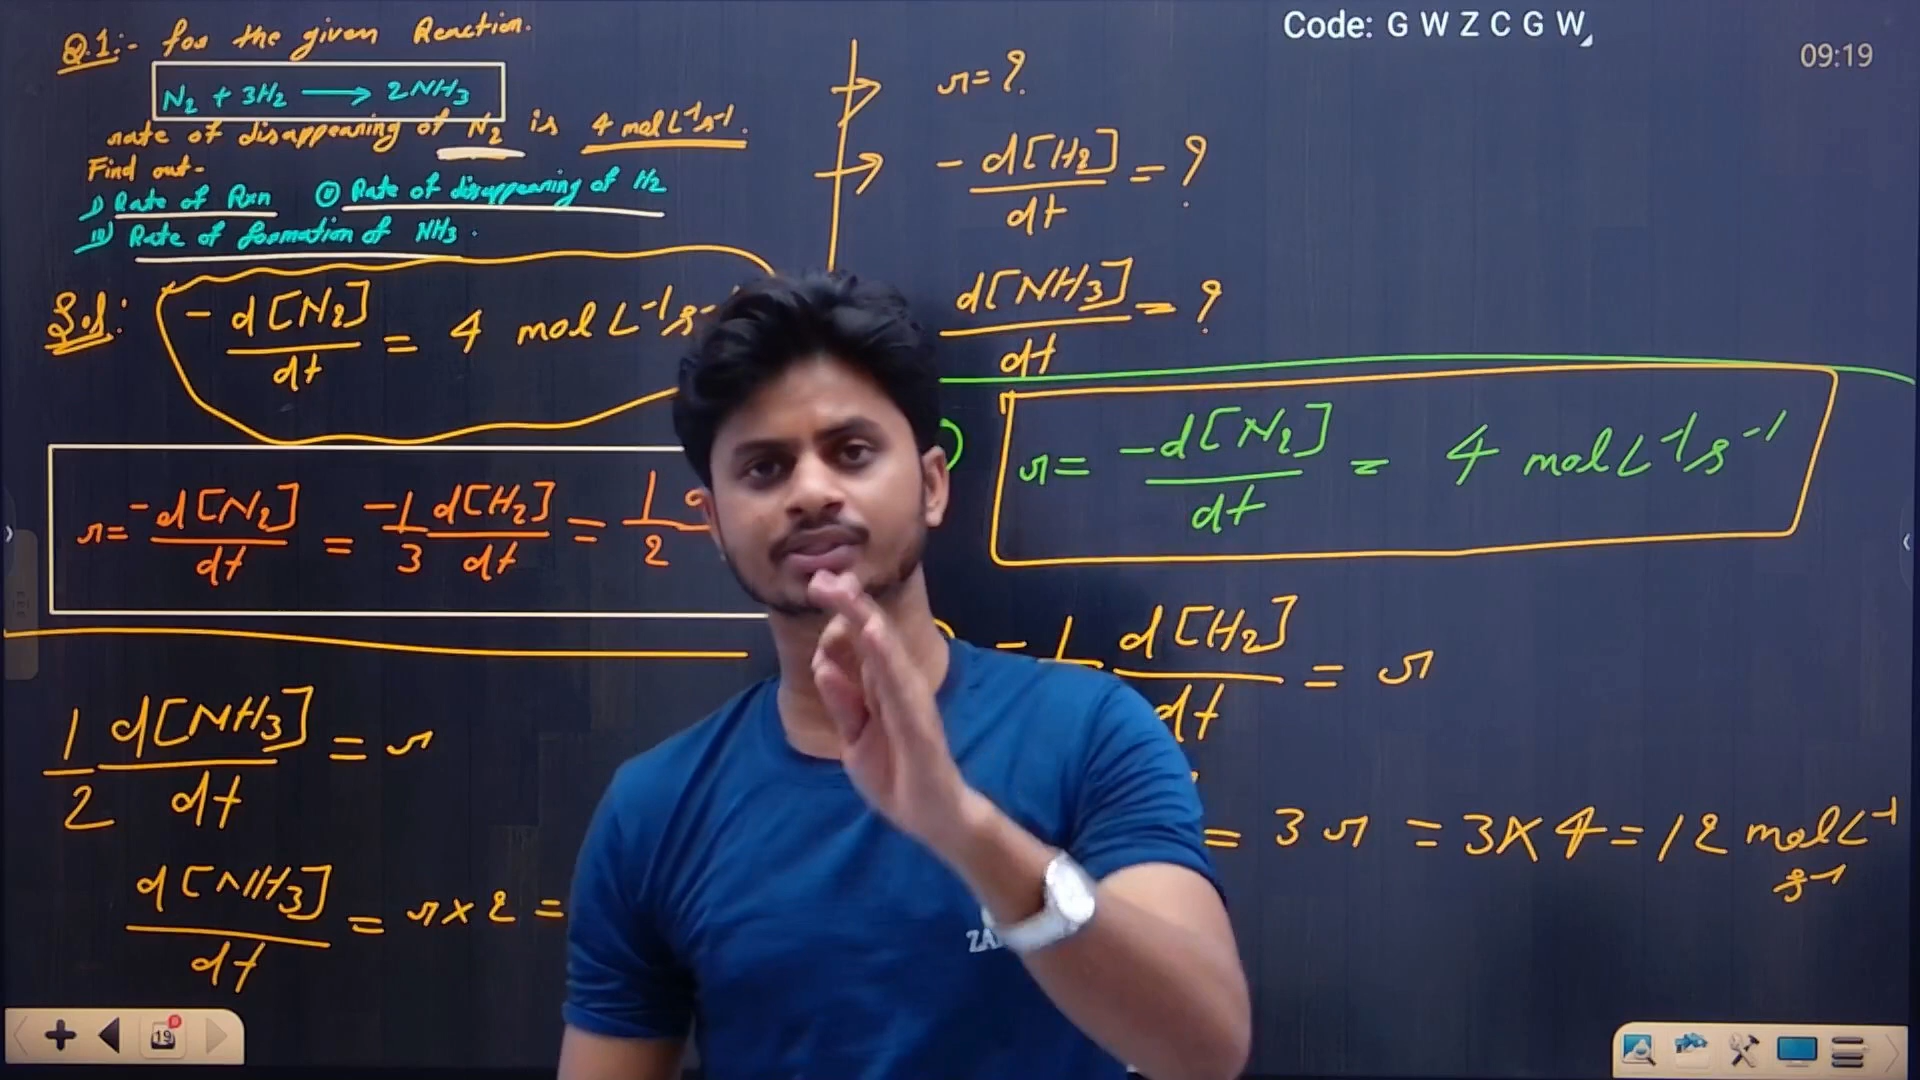 Q.1:- for the given Reaction.
N2 + 3H2 → 2NH3
rate of disappearing of N2 is 4 mol L⁻¹ s⁻¹.
Find out-
i) Rate of Rxn ii) Rate of disappearing of H2
iii) Rate of formation of NH3.
Sol: -d[N2]/dt = 4 mol L⁻¹ s⁻
r = -d[N2]/dt = -1/3 d[H2]/dt = 1/2
1/2 d[NH3]/dt = r
d[NH3]/dt = r × 2 =
Code: G W Z C G W
09:19
r = ?
-d[H2]/dt = ?
d[NH3]/dt = ?
r = -d[N2]/dt = 4 mol L⁻¹ s⁻¹
d[H2]/dt = r
= 3 r = 3 × 4 = 12 mol L⁻¹
s⁻¹
19